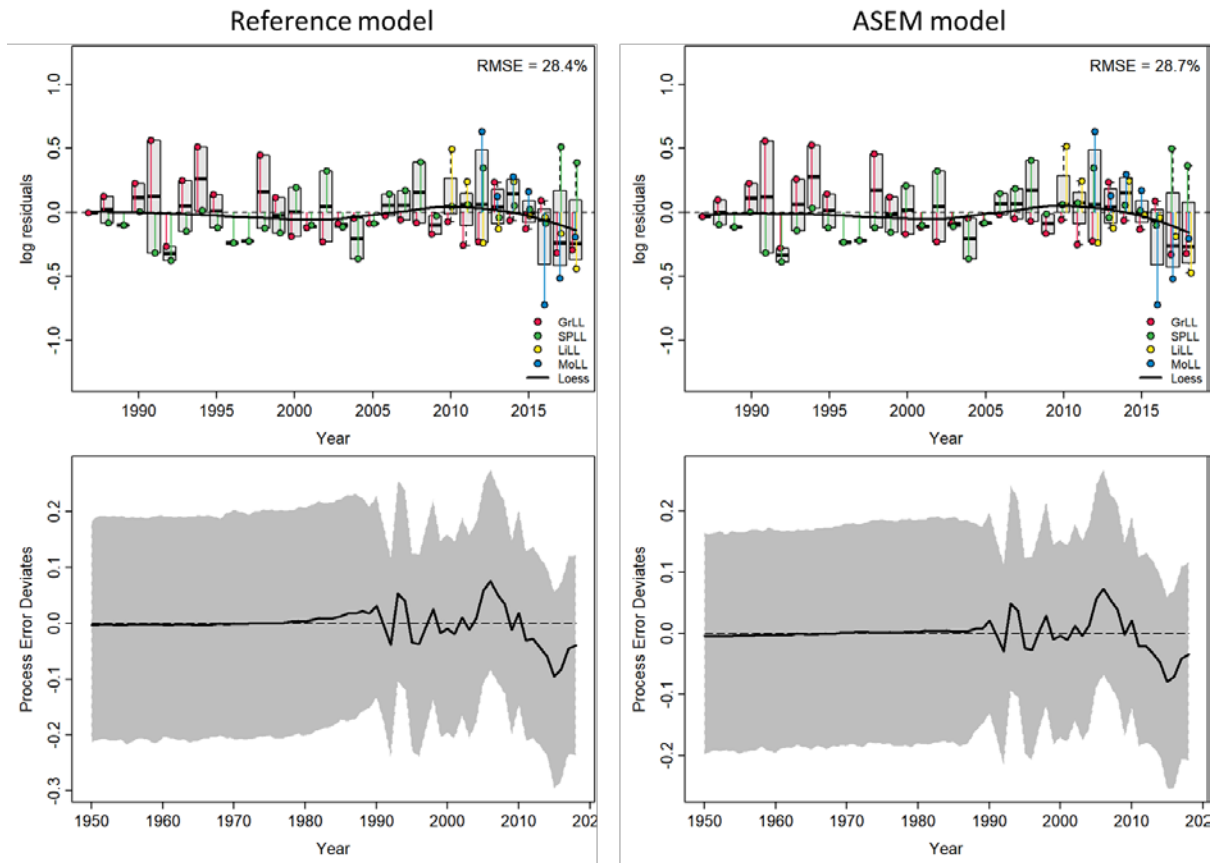 Reference model
ASEM model
RMSE = 28.4%
log residuals
1.0
0.5
0.0
-0.5
-1.0
GrLL
SPLL
LiLL
MoLL
Loess
1990 1995 2000 2005 2010 2015
Year
RMSE = 28.7%
log residuals
1.0
0.5
0.0
-0.5
-1.0
GrLL
SPLL
LiLL
MoLL
Loess
1990 1995 2000 2005 2010 2015
Year
Process Error Deviates
0.2
0.1
0.0
-0.1
-0.2
-0.3
1950 1960 1970 1980 1990 2000 2010 202
Year
Process Error Deviates
0.2
0.1
0.0
-0.1
-0.2
1950 1960 1970 1980 1990 2000 2010 202
Year